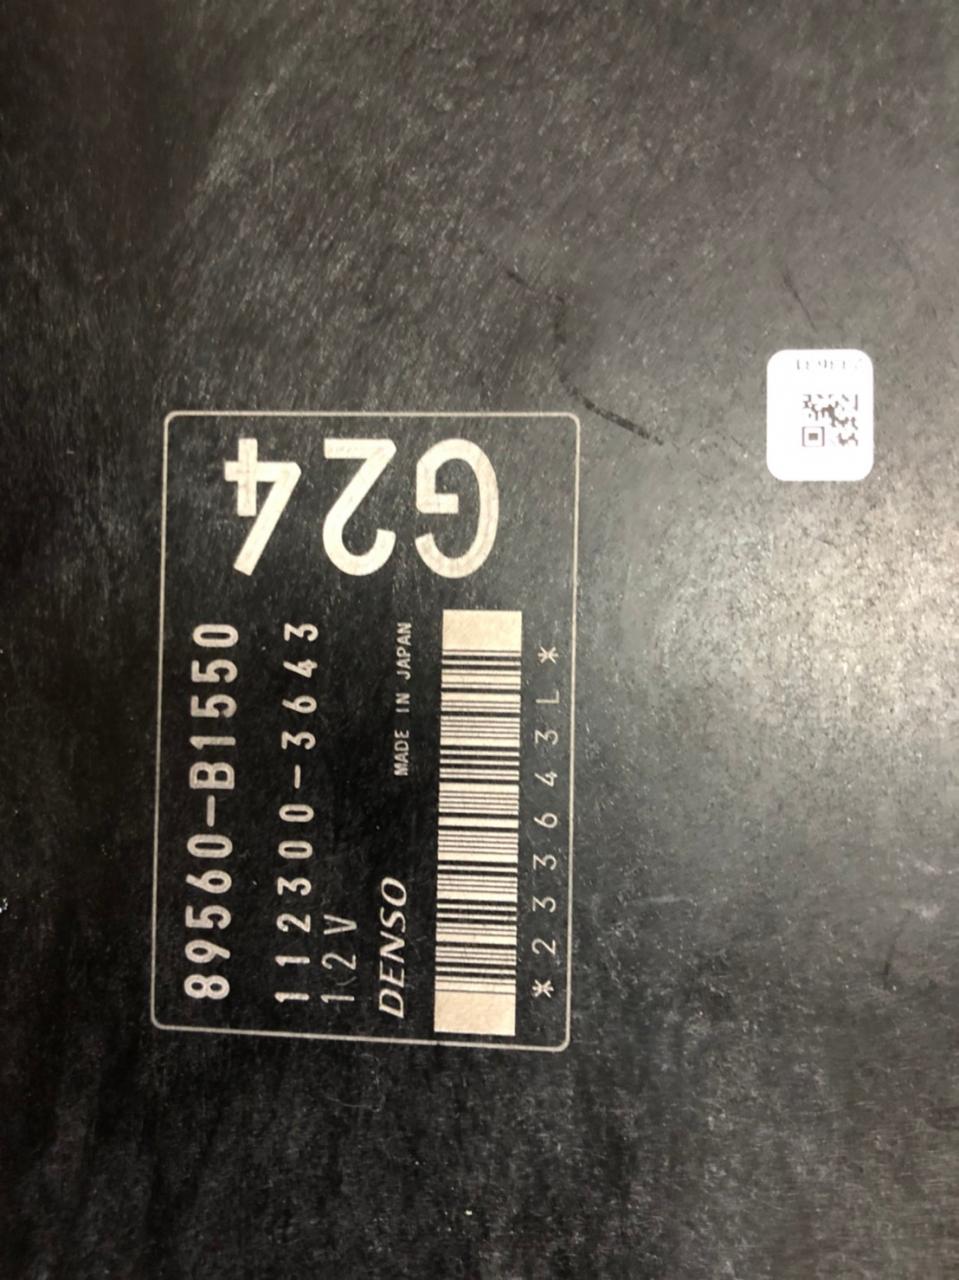 89560-B1550
112300-3643
12V
DENSO
MADE IN JAPAN
*233643L*
G24